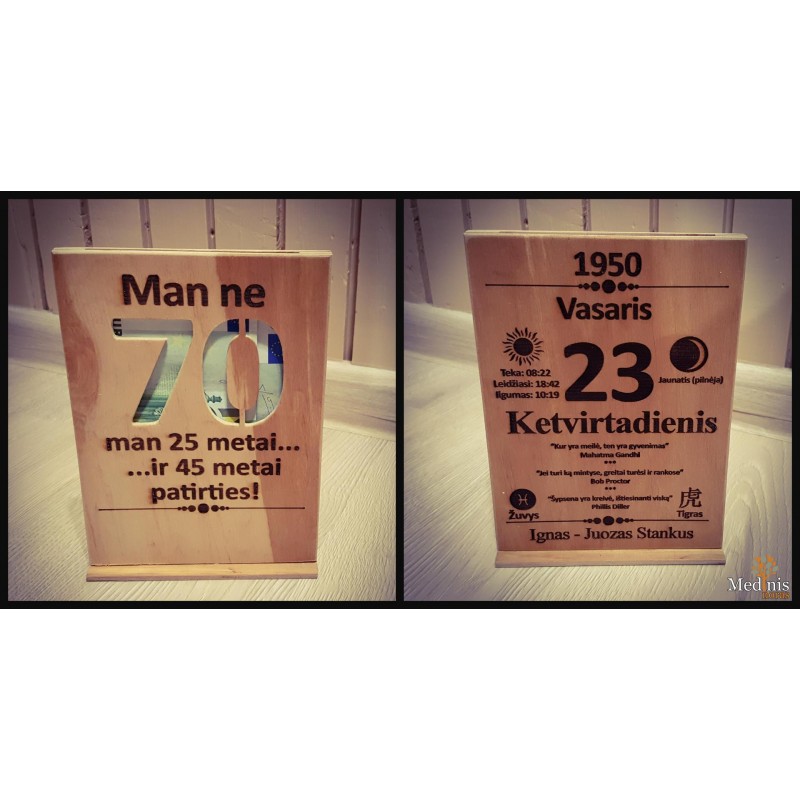 Man ne
70
man 25 metai...
...ir 45 metai
patirties!
1950
Vasaris
23
Teka: 08:22
Leidžiasi: 18:42
Ilgumas: 10:19
Jaunatis (pilnėja)
Ketvirtadienis
“Kur yra meilė, ten yra gyvenimas”
Mahatma Gandhi
***
“Jei turi ką mintyse, greitai turėsi ir rankose”
Bob Proctor
***
“Šypsena yra kreivė, ištiesinanti viską”
Phillis Diller
Žuvys
虎
Tigras
Ignas - Juozas Stankus
Medinis